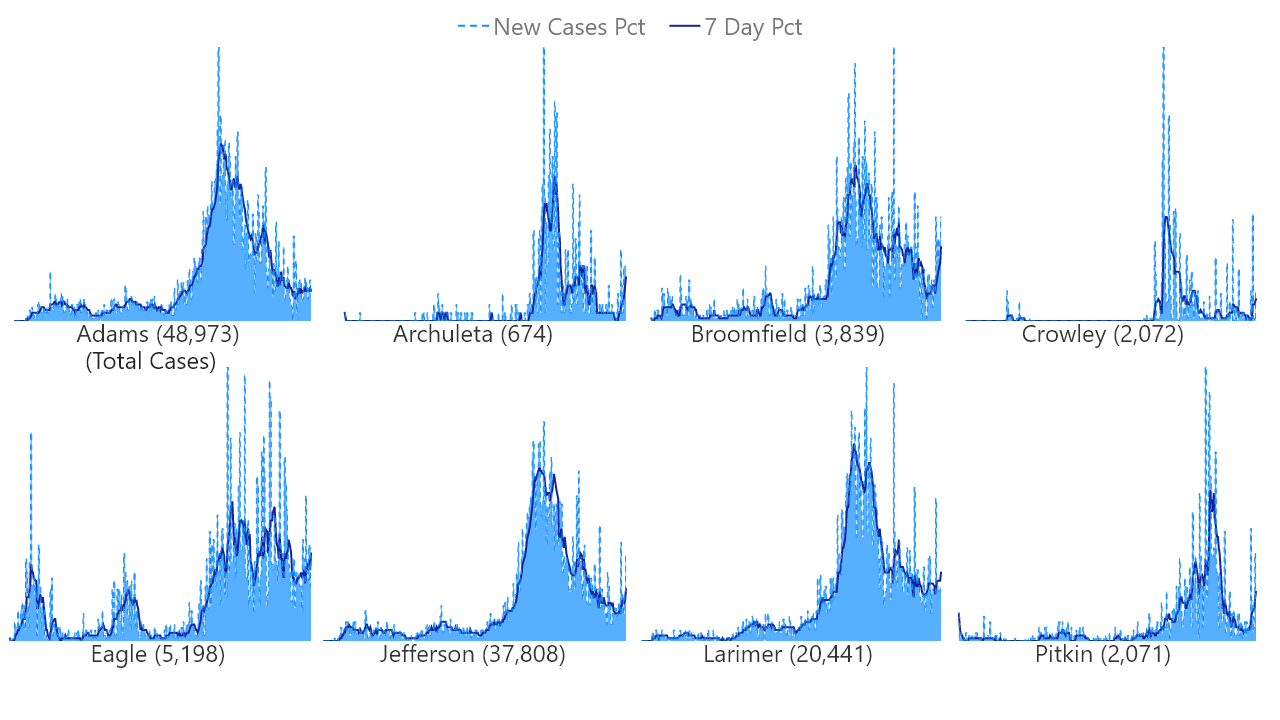 New Cases Pct 7 Day Pct
Adams (48,973)
(Total Cases)
Archuleta (674)
Broomfield (3,839)
Crowley (2,072)
Eagle (5,198)
Jefferson (37,808)
Larimer (20,441)
Pitkin (2,071)